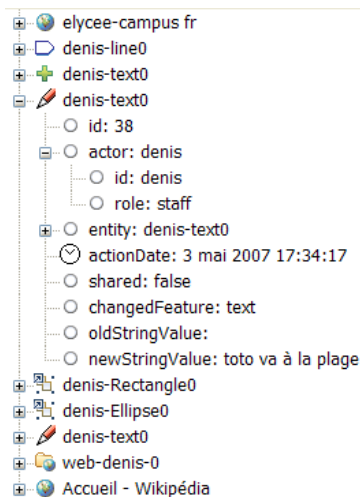 elycee-campus fr
denis-line0
denis-text0
denis-text0
id: 38
actor: denis
id: denis
role: staff
entity: denis-text0
actionDate: 3 mai 2007 17:34:17
shared: false
changedFeature: text
oldStringValue:
newStringValue: toto va à la plage
denis-Rectangle0
denis-Ellipse0
denis-text0
web-denis-0
Accueil - Wikipédia